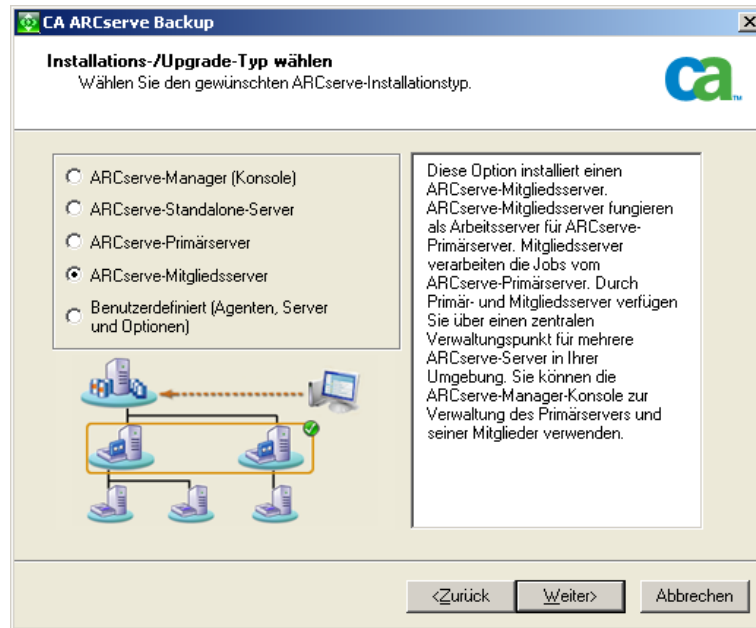 CA ARCserve Backup
Installations-/Upgrade-Typ wählen
Wählen Sie den gewünschten ARCserve-Installationstyp.
ca™
ARCserve-Manager (Konsole)
ARCserve-Standalone-Server
ARCserve-Primärserver
ARCserve-Mitgliedsserver
Benutzerdefiniert (Agenten, Server
und Optionen)
Diese Option installiert einen
ARCserve-Mitgliedsserver.
ARCserve-Mitgliedsserver fungieren
als Arbeitsserver für ARCserve-
Primärserver. Mitgliedsserver
verarbeiten die Jobs vom
ARCserve-Primärserver. Durch
Primär- und Mitgliedsserver verfügen
Sie über einen zentralen
Verwaltungspunkt für mehrere
ARCserve-Server in Ihrer
Umgebung. Sie können die
ARCserve-Manager-Konsole zur
Verwaltung des Primärservers und
seiner Mitglieder verwenden.
<Zurück
Weiter>
Abbrechen